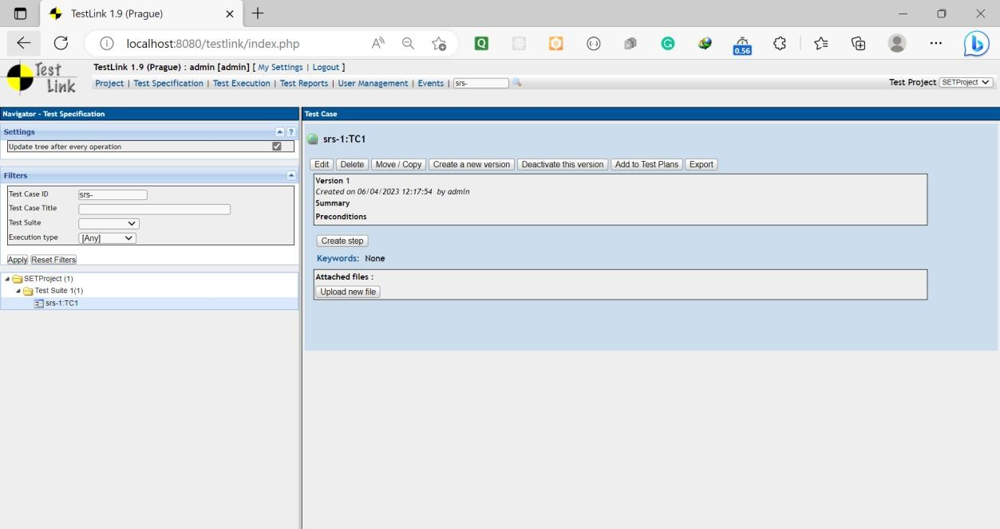 TestLink 1.9 (Prague)
localhost:8080/testlink/index.php
0.56
Test Link
TestLink 1.9 (Prague) : admin [admin] [ My Settings | Logout ]
Project | Test Specification | Test Execution | Test Reports | User Management | Events | srs-
Test Project SETProject
Navigator - Test Specification
Settings
?
Update tree after every operation
Filters
Test Case ID srs-
Test Case Title
Test Suite
Execution type [Any]
Apply Reset Filters
SETProject (1)
Test Suite 1(1)
srs-1:TC1
Test Case
srs-1:TC1
Edit Delete Move / Copy Create a new version Deactivate this version Add to Test Plans Export
Version 1
Created on 06/04/2023 12:17:54 by admin
Summary
Preconditions
Create step
Keywords: None
Attached files :
Upload new file